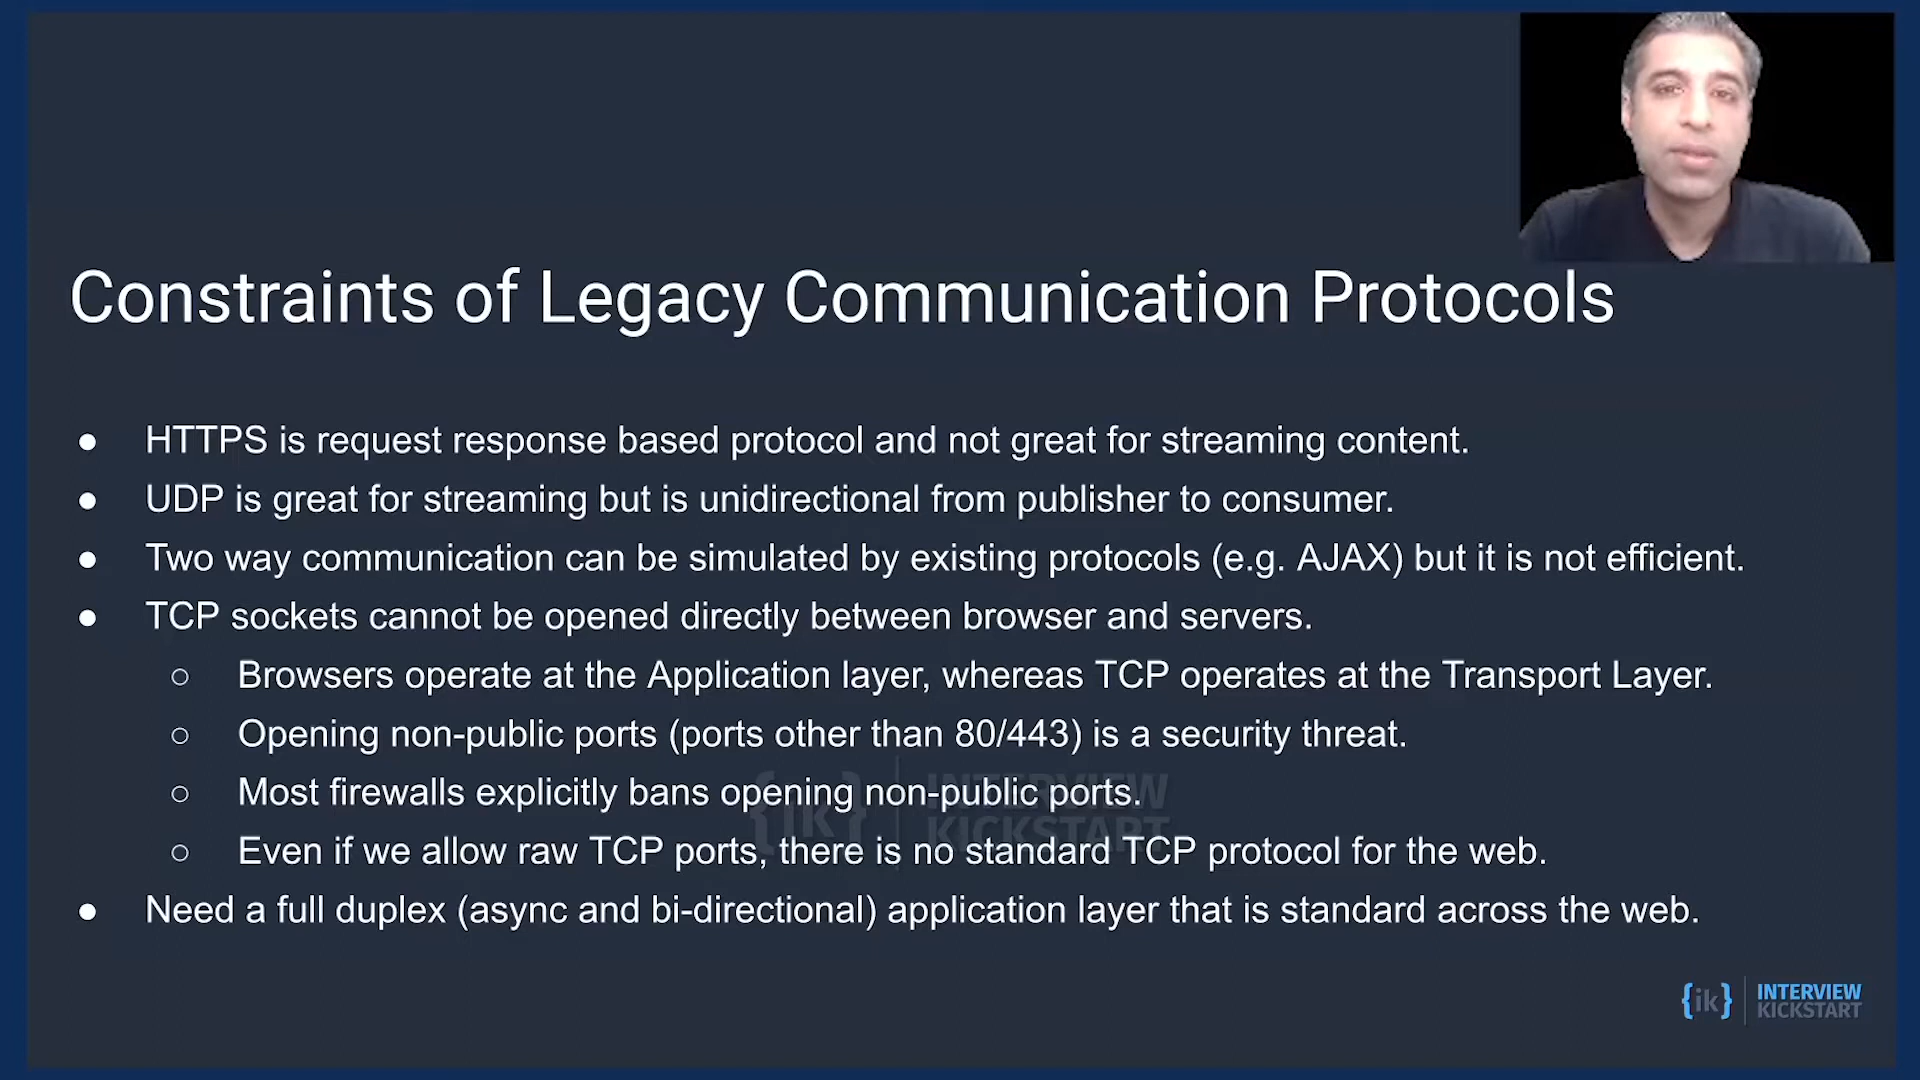 Constraints of Legacy Communication Protocols
● HTTPS is request response based protocol and not great for streaming content.
● UDP is great for streaming but is unidirectional from publisher to consumer.
● Two way communication can be simulated by existing protocols (e.g. AJAX) but it is not efficient.
● TCP sockets cannot be opened directly between browser and servers.
○ Browsers operate at the Application layer, whereas TCP operates at the Transport Layer.
○ Opening non-public ports (ports other than 80/443) is a security threat.
○ Most firewalls explicitly bans opening non-public ports.
○ Even if we allow raw TCP ports, there is no standard TCP protocol for the web.
● Need a full duplex (async and bi-directional) application layer that is standard across the web.
{ik} INTERVIEW
KICKSTART
{ik} INTERVIEW
KICKSTART